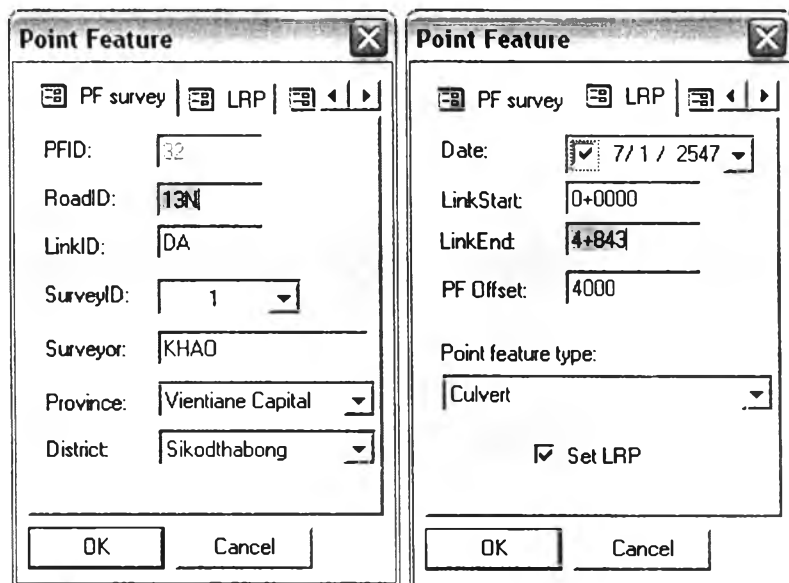 Point Feature
PF survey LRP
PFID: 32
RoadID: 13N
LinkID: DA
SurveyID: 1
Surveyor: KHAO
Province: Vientiane Capital
District: Sikodthabong
OK Cancel
Point Feature
PF survey LRP
Date: 7/ 1 / 2547
LinkStart: 0+0000
LinkEnd: 4+843
PF Offset: 4000
Point feature type:
Culvert
Set LRP
OK Cancel